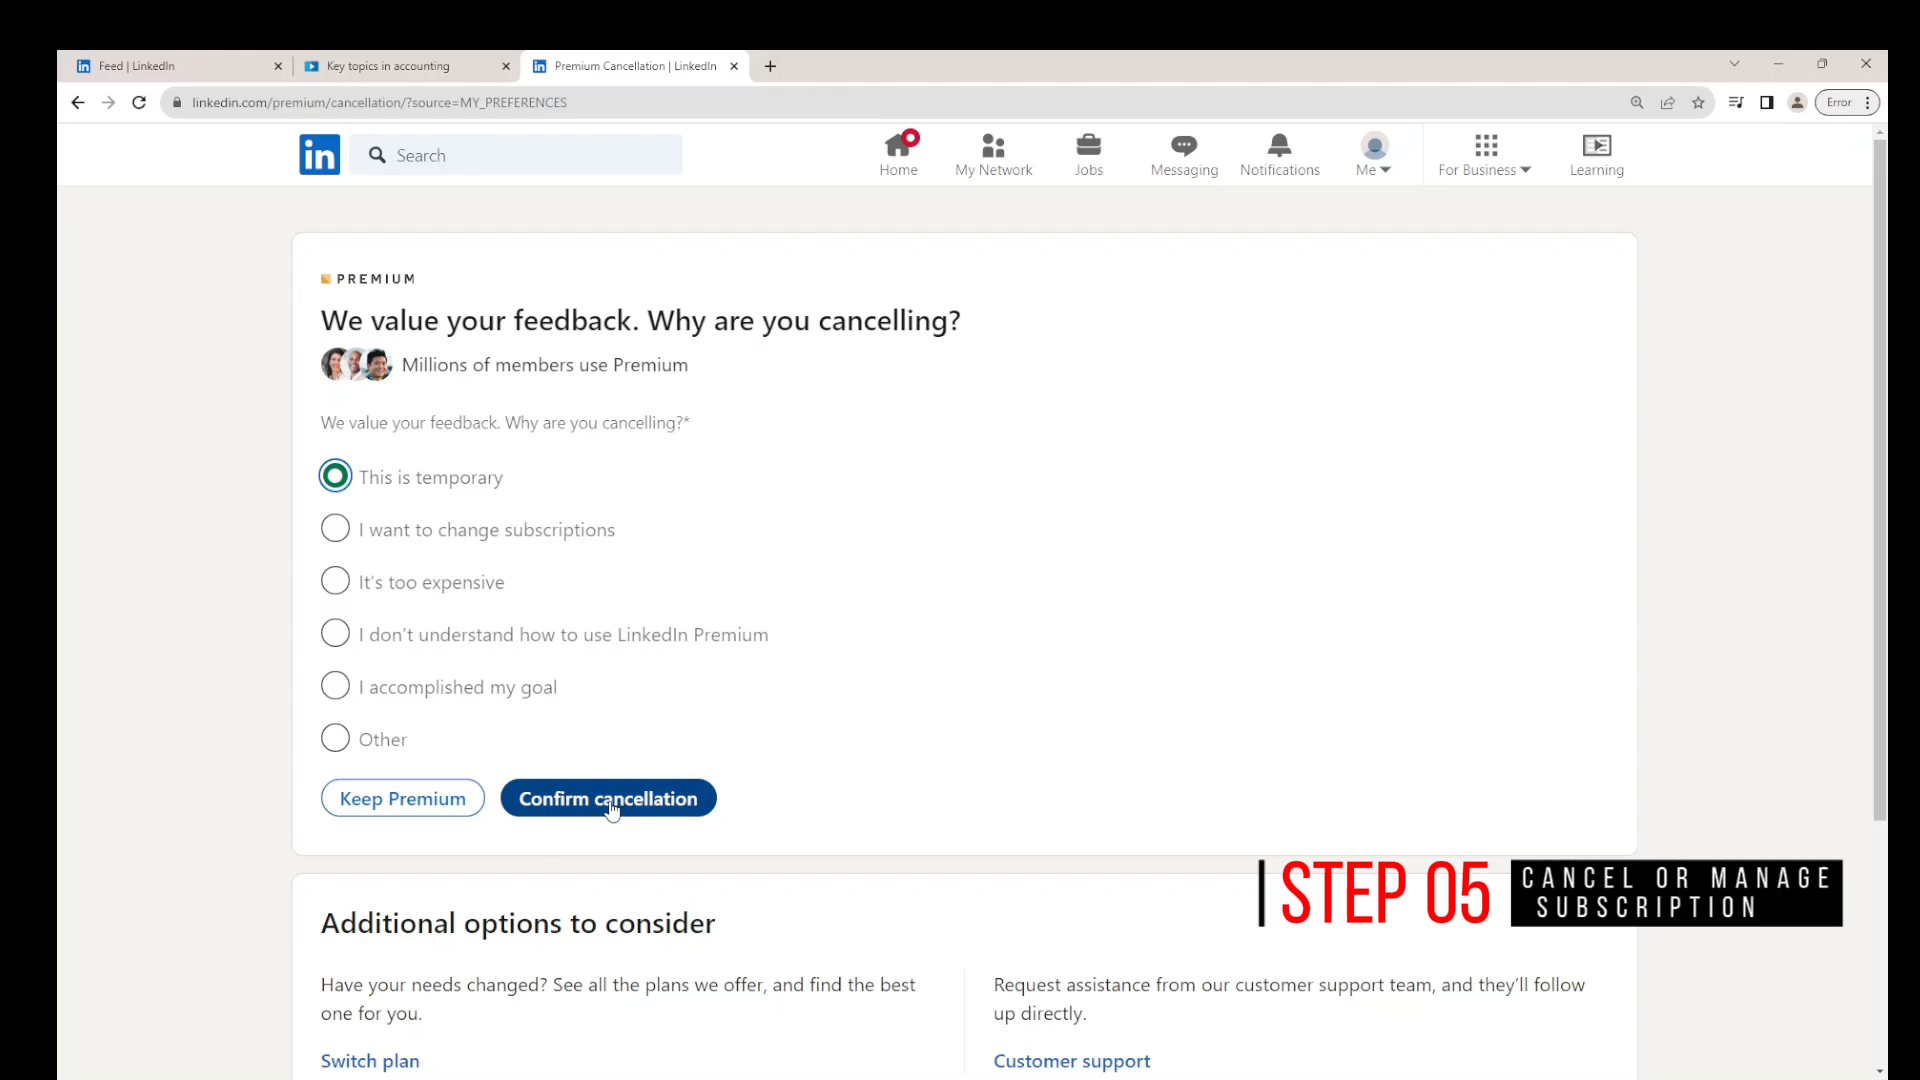 Feed | LinkedIn
Key topics in accounting
Premium Cancellation | LinkedIn
linkedin.com/premium/cancellation/?source=MY_PREFERENCES
Error
in
Search
Home
My Network
Jobs
Messaging
Notifications
Me
For Business
Learning
PREMIUM
We value your feedback. Why are you cancelling?
Millions of members use Premium
We value your feedback. Why are you cancelling?*
This is temporary
I want to change subscriptions
It's too expensive
I don't understand how to use LinkedIn Premium
I accomplished my goal
Other
Keep Premium
Confirm cancellation
STEP 05
CANCEL OR MANAGE
SUBSCRIPTION
Additional options to consider
Have your needs changed? See all the plans we offer, and find the best
one for you.
Switch plan
Request assistance from our customer support team, and they'll follow
up directly.
Customer support